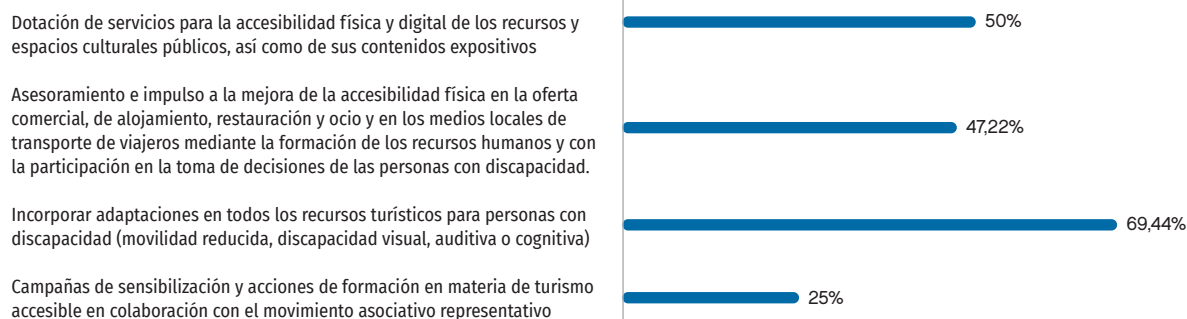 Dotación de servicios para la accesibilidad física y digital de los recursos y
espacios culturales públicos, así como de sus contenidos expositivos
50%
Asesoramiento e impulso a la mejora de la accesibilidad física en la oferta
comercial, de alojamiento, restauración y ocio y en los medios locales de
transporte de viajeros mediante la formación de los recursos humanos y con
la participación en la toma de decisiones de las personas con discapacidad.
47,22%
Incorporar adaptaciones en todos los recursos turísticos para personas con
discapacidad (movilidad reducida, discapacidad visual, auditiva o cognitiva)
69,44%
Campañas de sensibilización y acciones de formación en materia de turismo
accesible en colaboración con el movimiento asociativo representativo
25%